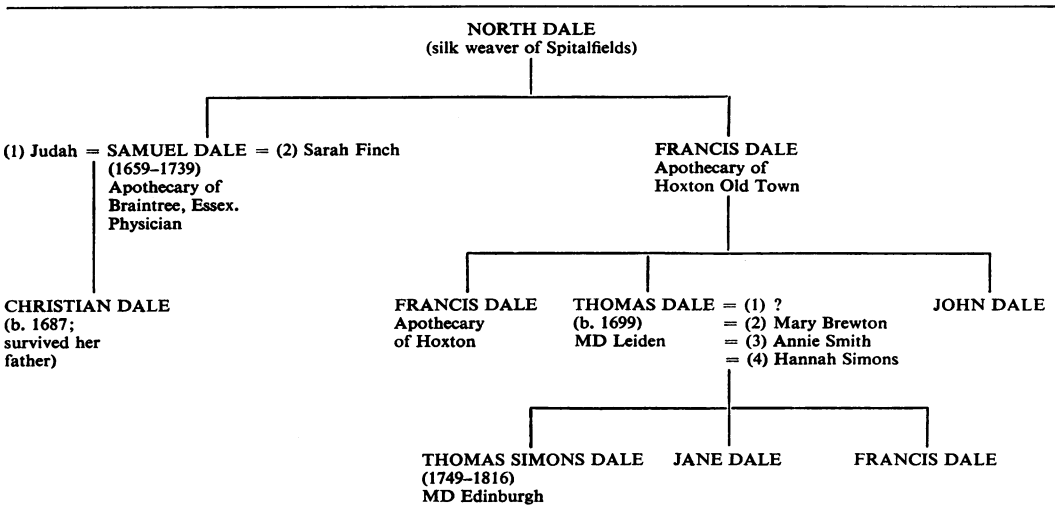 NORTH DALE
(silk weaver of Spitalfields)
(1) Judah = SAMUEL DALE = (2) Sarah Finch
(1659–1739)
Apothecary of
Braintree, Essex.
Physician
FRANCIS DALE
Apothecary of
Hoxton Old Town
CHRISTIAN DALE
(b. 1687;
survived her
father)
FRANCIS DALE
Apothecary
of Hoxton
THOMAS DALE = (1) ?
(b. 1699) = (2) Mary Brewton
MD Leiden = (3) Annie Smith
= (4) Hannah Simons
JOHN DALE
THOMAS SIMONS DALE
(1749–1816)
MD Edinburgh
JANE DALE
FRANCIS DALE